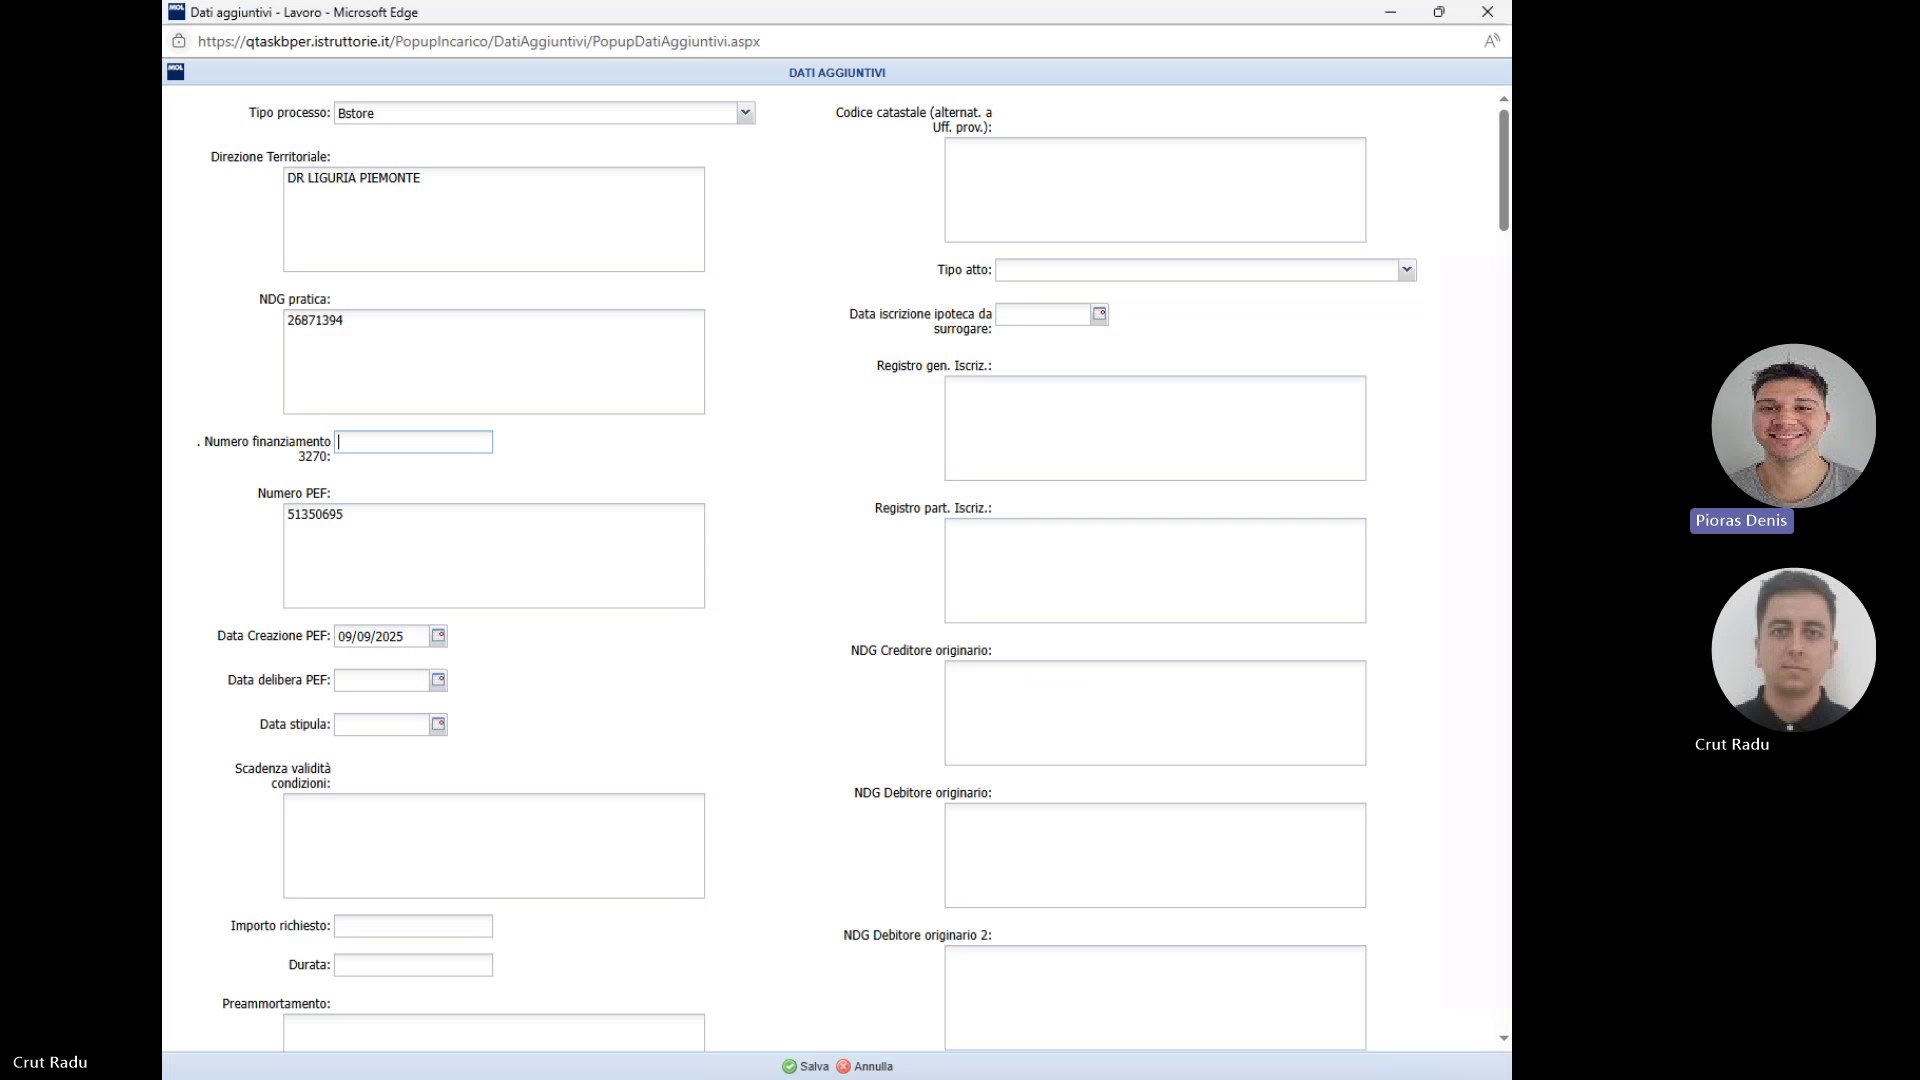 MOL Dati aggiuntivi - Lavoro - Microsoft Edge
https://qtaskbper.istruttorie.it/PopupIncarico/DatiAggiuntivi/PopupDatiAggiuntivi.aspx
MOL
DATI AGGIUNTIVI
Tipo processo: Bstore
Direzione Territoriale:
DR LIGURIA PIEMONTE
NDG pratica:
26871394
. Numero finanziamento
3270:
Numero PEF:
51350695
Data Creazione PEF: 09/09/2025
Data delibera PEF:
Data stipula:
Scadenza validità
condizioni:
Importo richiesto:
Durata:
Preammortamento:
Codice catastale (alternat. a
Uff. prov.):
Tipo atto:
Data iscrizione ipoteca da
surrogare:
Registro gen. Iscriz.:
Registro part. Iscriz.:
NDG Creditore originario:
NDG Debitore originario:
NDG Debitore originario 2:
Salva Annulla
Pioras Denis
Crut Radu
Crut Radu